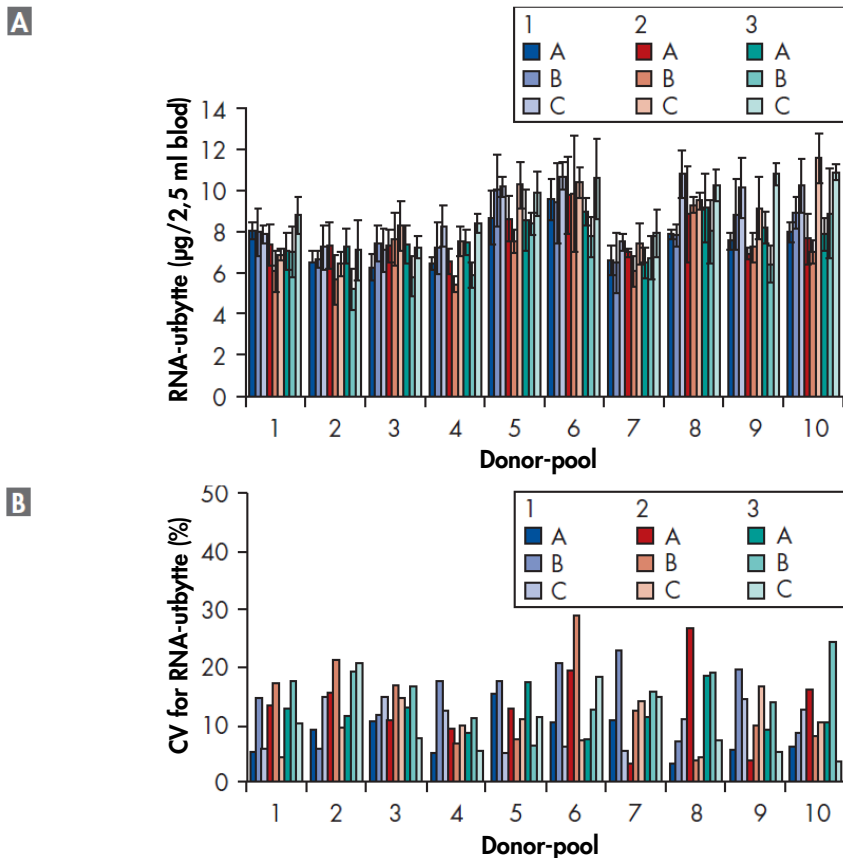 A
1 2 3
A A A
B B B
C C C
14
12
10
8
6
4
2
0
RNA-utbytte (µg/2,5 ml blod)
1 2 3 4 5 6 7 8 9 10
Donor-pool
B
1 2 3
A A A
B B B
C C C
50
40
30
20
10
0
CV for RNA-utbytte (%)
1 2 3 4 5 6 7 8 9 10
Donor-pool